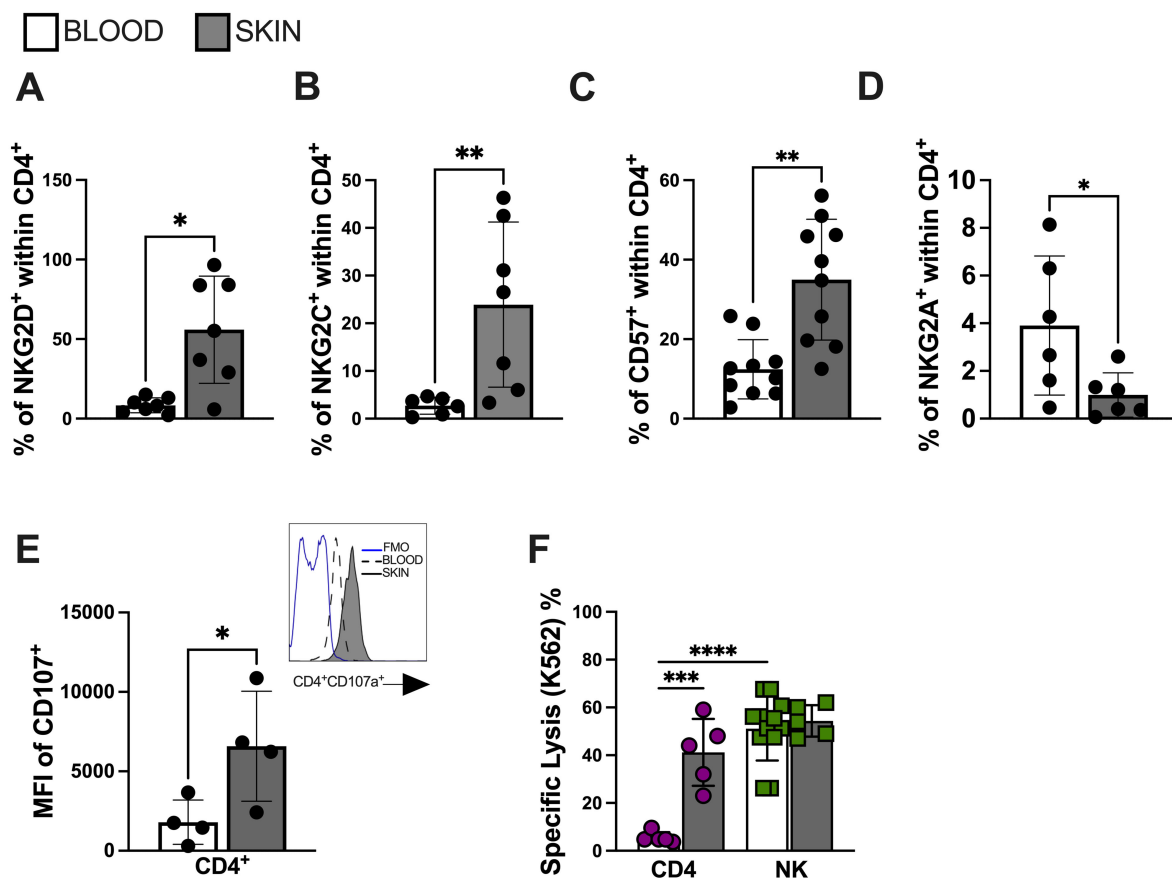 BLOOD SKIN
A B C D
% of NKG2D+ within CD4+
150
100
50
0
*
% of NKG2C+ within CD4+
50
40
30
20
10
0
**
% of CD57+ within CD4+
60
40
20
0
**
% of NKG2A+ within CD4+
10
8
6
4
2
0
*
E
MFI of CD107+
15000
10000
5000
0
*
CD4+
FMO
BLOOD
SKIN
CD4+CD107a+
F
Specific Lysis (K562) %
100
80
60
40
20
0
****
***
CD4 NK